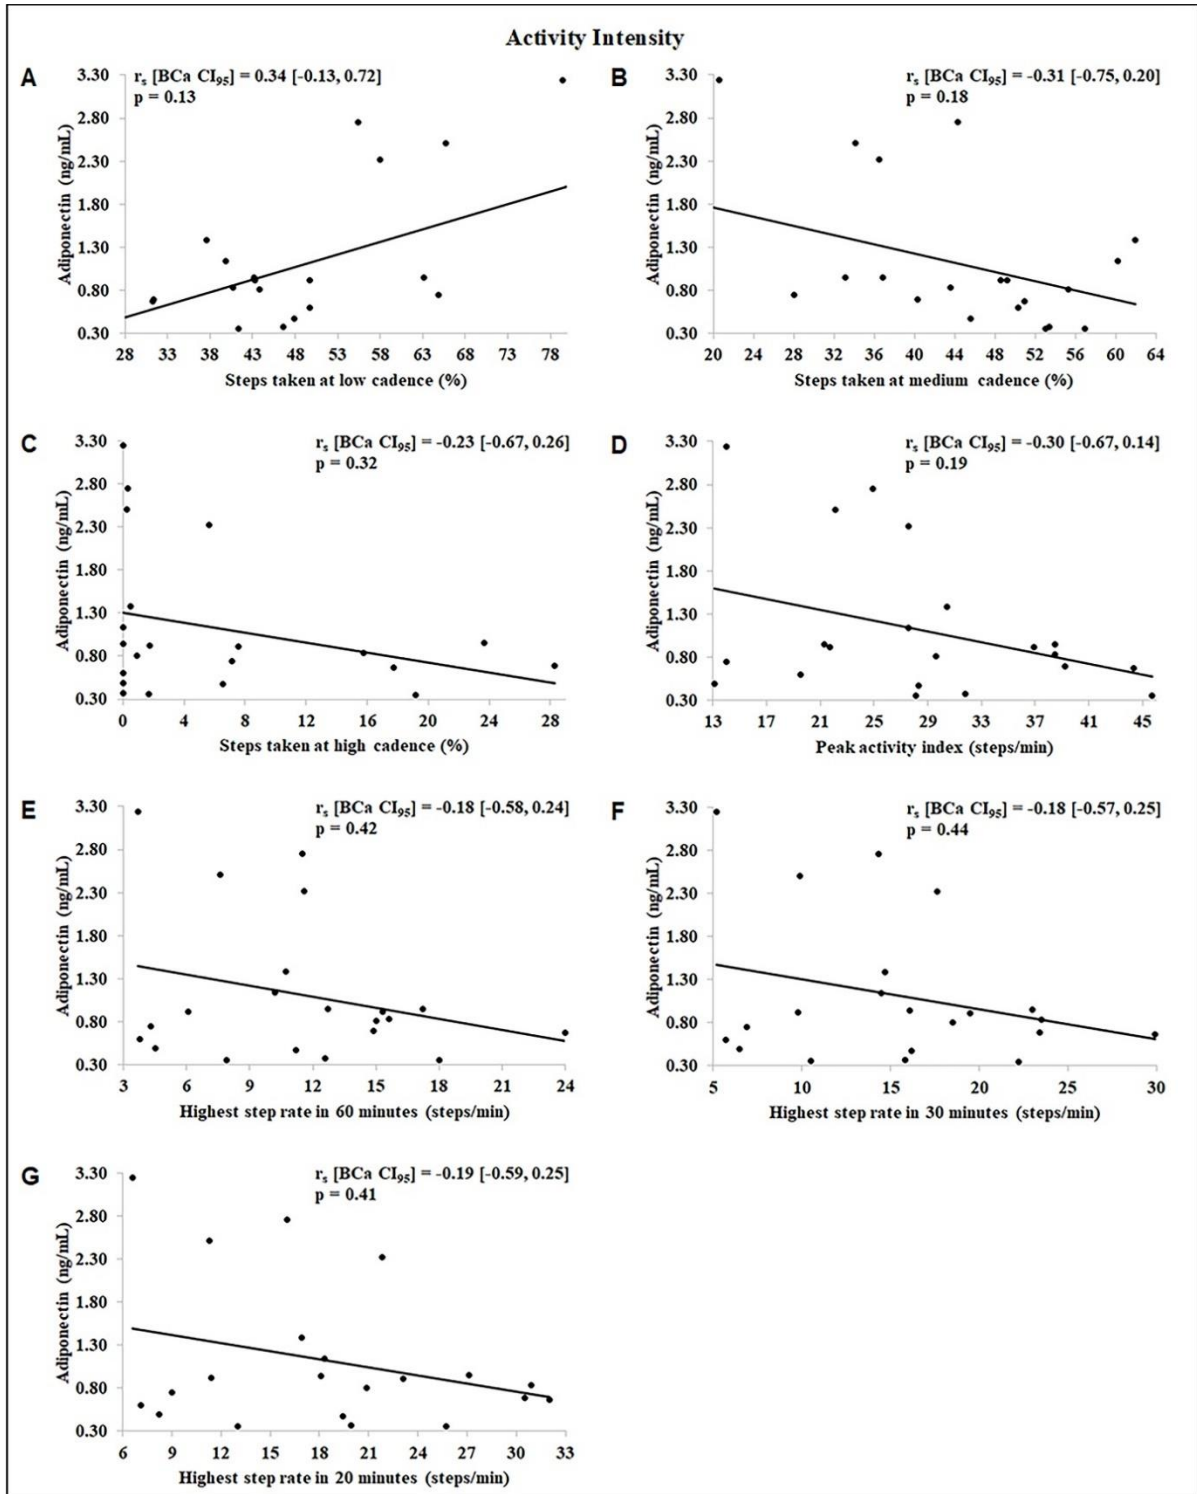 Activity Intensity
A
r_s [BCa CI_95] = 0.34 [-0.13, 0.72]
p = 0.13
Adiponectin (ng/mL)
3.30
2.80
2.30
1.80
1.30
0.80
0.30
28 33 38 43 48 53 58 63 68 73 78
Steps taken at low cadence (%)
B
r_s [BCa CI_95] = -0.31 [-0.75, 0.20]
p = 0.18
Adiponectin (ng/mL)
3.30
2.80
2.30
1.80
1.30
0.80
0.30
20 24 28 32 36 40 44 48 52 56 60 64
Steps taken at medium cadence (%)
C
r_s [BCa CI_95] = -0.23 [-0.67, 0.26]
p = 0.32
Adiponectin (ng/mL)
3.30
2.80
2.30
1.80
1.30
0.80
0.30
0 4 8 12 16 20 24 28
Steps taken at high cadence (%)
D
r_s [BCa CI_95] = -0.30 [-0.67, 0.14]
p = 0.19
Adiponectin (ng/mL)
3.30
2.80
2.30
1.80
1.30
0.80
0.30
13 17 21 25 29 33 37 41 45
Peak activity index (steps/min)
E
r_s [BCa CI_95] = -0.18 [-0.58, 0.24]
p = 0.42
Adiponectin (ng/mL)
3.30
2.80
2.30
1.80
1.30
0.80
0.30
3 6 9 12 15 18 21 24
Highest step rate in 60 minutes (steps/min)
F
r_s [BCa CI_95] = -0.18 [-0.57, 0.25]
p = 0.44
Adiponectin (ng/mL)
3.30
2.80
2.30
1.80
1.30
0.80
0.30
5 10 15 20 25 30
Highest step rate in 30 minutes (steps/min)
G
r_s [BCa CI_95] = -0.19 [-0.59, 0.25]
p = 0.41
Adiponectin (ng/mL)
3.30
2.80
2.30
1.80
1.30
0.80
0.30
6 9 12 15 18 21 24 27 30 33
Highest step rate in 20 minutes (steps/min)